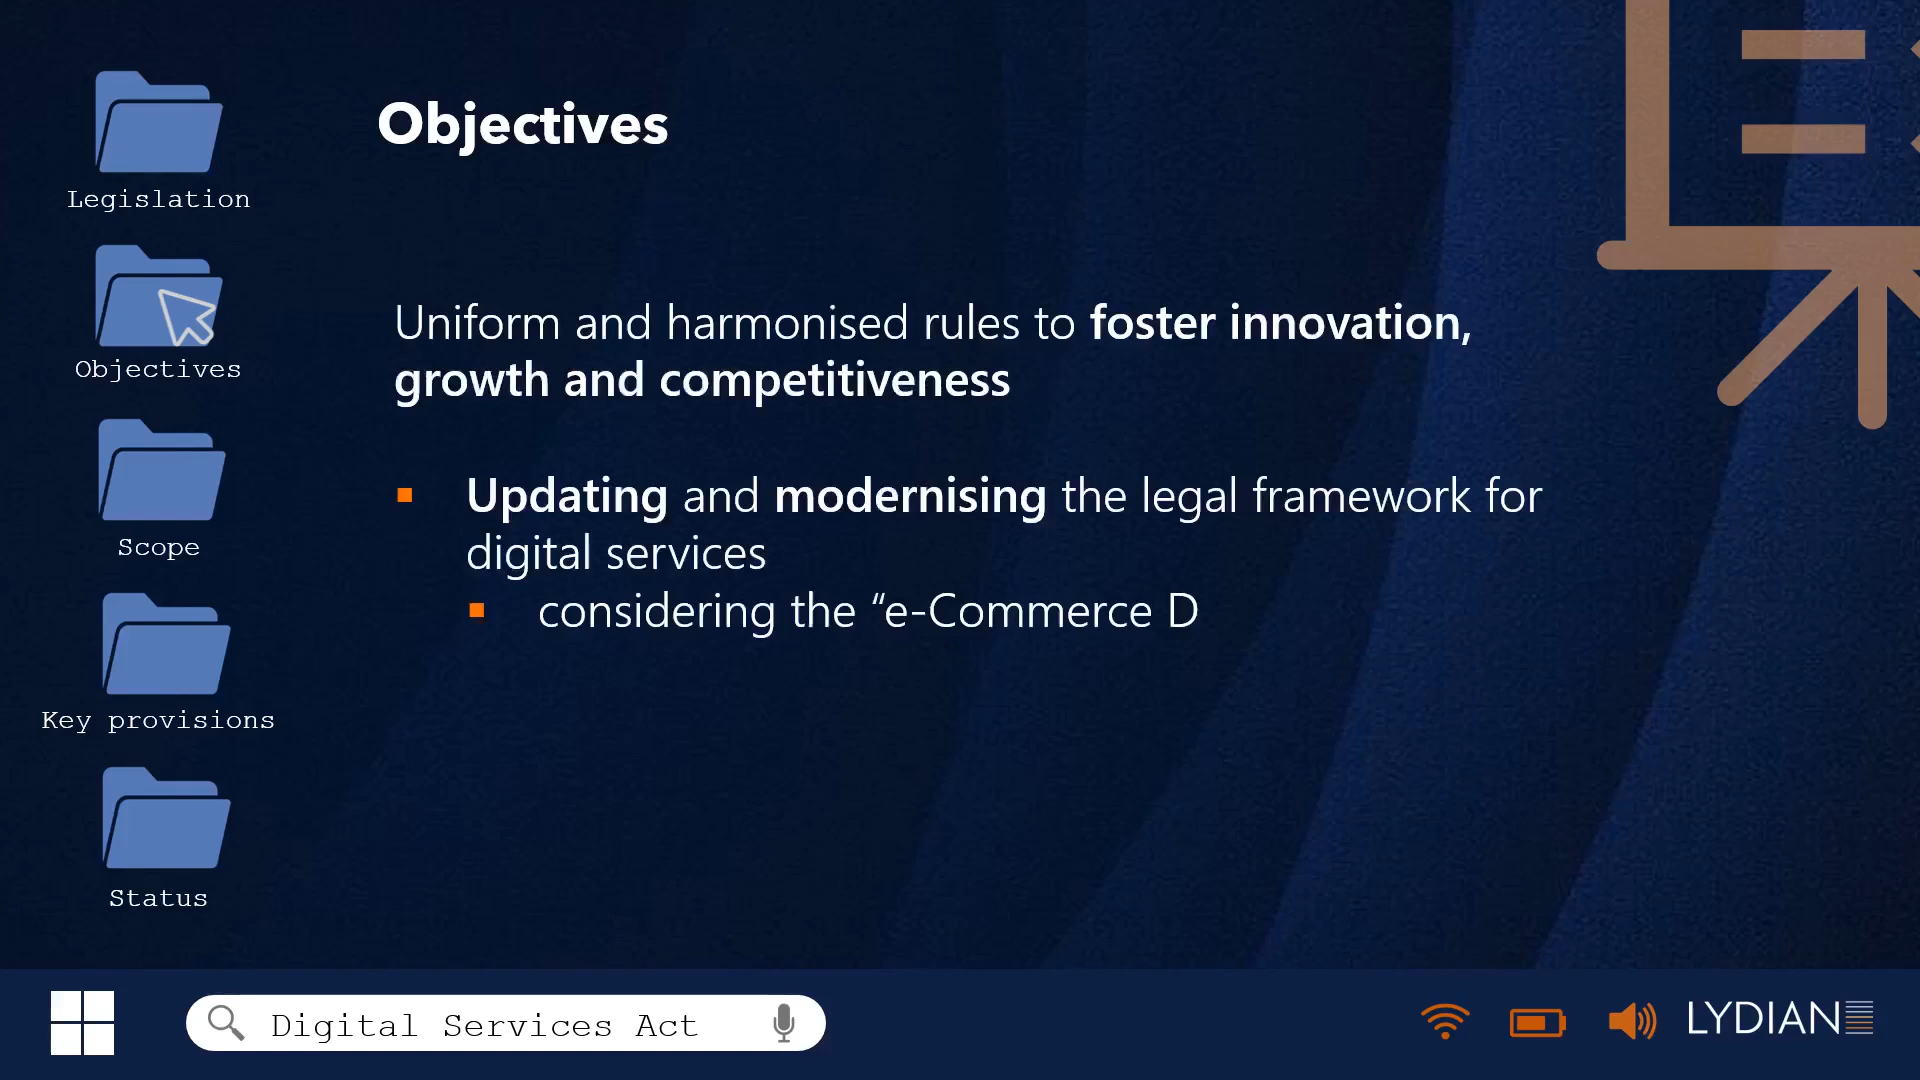 Legislation
Objectives
Scope
Key provisions
Status
Objectives
Uniform and harmonised rules to foster innovation,
growth and competitiveness
Updating and modernising the legal framework for
digital services
considering the “e-Commerce D
Digital Services Act
LYDIAN